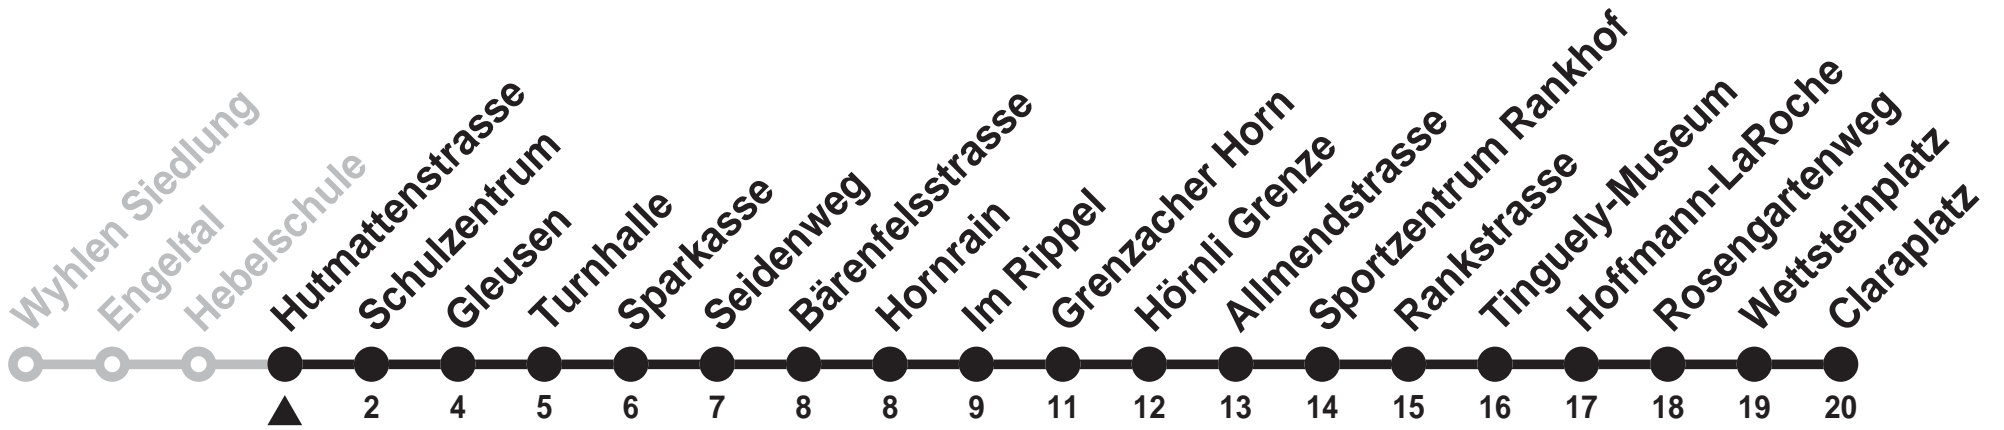 Wyhlen Siedlung
Engeltal
Hebelschule
Hutmattenstrasse
Schulzentrum
Gleusen
Turnhalle
Sparkasse
Seidenweg
Bärenfelsstrasse
Hornrain
Im Rippel
Grenzacher Horn
Hörnli Grenze
Allmendstrasse
Sportzentrum Rankhof
Rankstrasse
Tinguely-Museum
Hoffmann-LaRoche
Rosengartenweg
Wettsteinplatz
Claraplatz
2 4 5 6 7 8 8 9 11 12 13 14 15 16 17 18 19 20